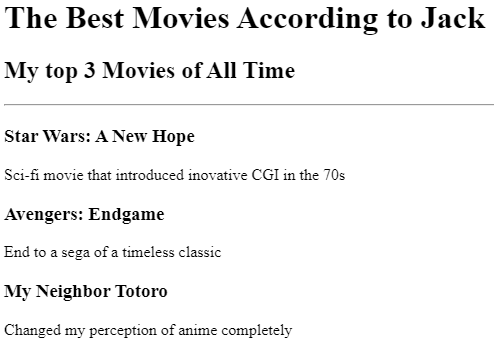 The Best Movies According to Jack
My top 3 Movies of All Time
Star Wars: A New Hope
Sci-fi movie that introduced inovative CGI in the 70s
Avengers: Endgame
End to a sega of a timeless classic
My Neighbor Totoro
Changed my perception of anime completely